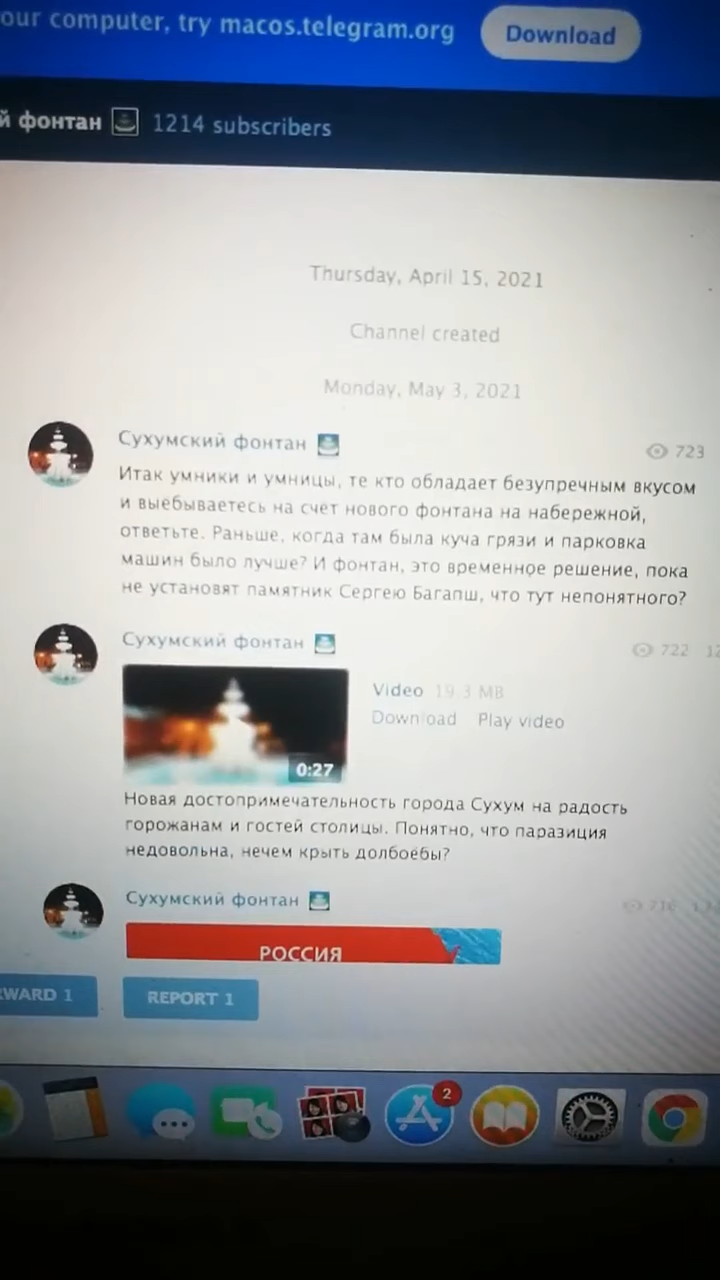 our computer, try macos.telegram.org
Download
й фонтан 1214 subscribers
Thursday, April 15, 2021
Channel created
Monday, May 3, 2021
Сухумский фонтан
723
Итак умники и умницы, те кто обладает безупречным вкусом
и выебываетесь на счет нового фонтана на набережной,
ответьте. Раньше, когда там была куча грязи и парковка
машин было лучше? И фонтан, это временное решение, пока
не установят памятник Сергею Багапш, что тут непонятного?
Сухумский фонтан
722 12
Video 19.3 MB
Download Play video
0:27
Новая достопримечательность города Сухум на радость
горожанам и гостей столицы. Понятно, что паразиция
недовольна, нечем крыть долбоёбы?
Сухумский фонтан
716
РОССИЯ
WARD 1
REPORT 1
2